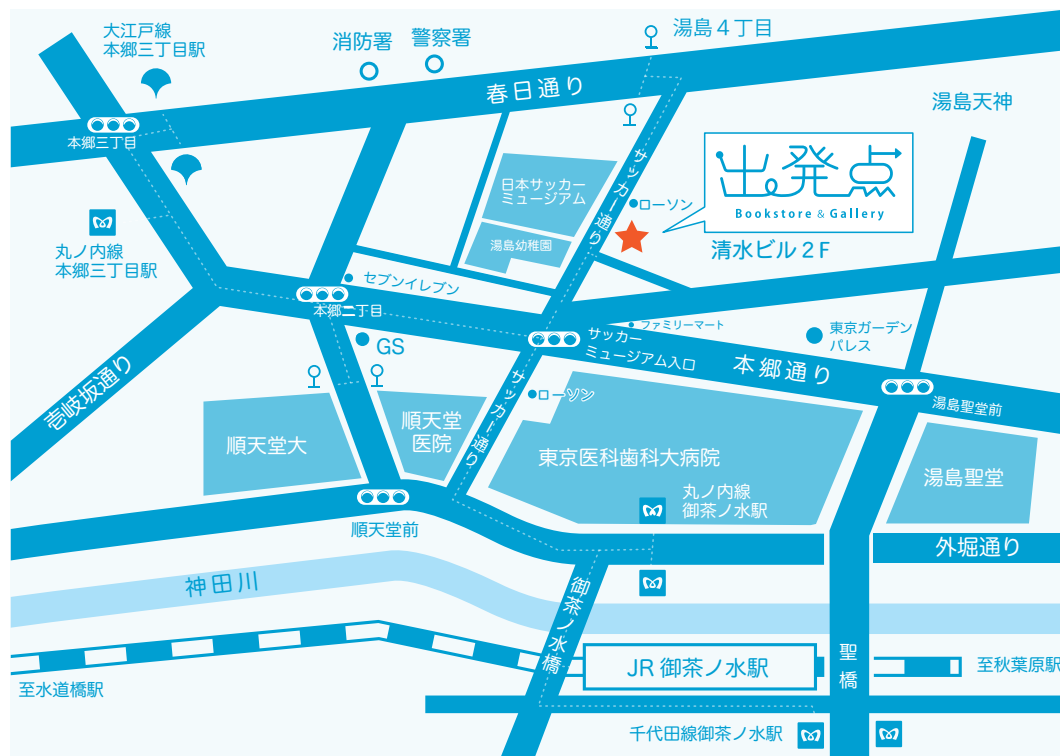 大江戸線
本郷三丁目駅
消防署
警察署
湯島4丁目
春日通り
湯島天神
本郷三丁目
サッカー通り
日本サッカー
ミュージアム
ローソン
出発点
Bookstore & Gallery
清水ビル2F
湯島幼稚園
丸ノ内線
本郷三丁目駅
セブンイレブン
本郷二丁目
GS
サッカー
ミュージアム入口
ファミリーマート
東京ガーデン
パレス
本郷通り
湯島聖堂前
壱岐坂通り
サッカー通り
ローソン
順天堂大
順天堂
医院
東京医科歯科大病院
湯島聖堂
丸ノ内線
御茶ノ水駅
順天堂前
外堀通り
神田川
御茶ノ水橋
聖橋
JR 御茶ノ水駅
至水道橋駅
至秋葉原駅
千代田線御茶ノ水駅